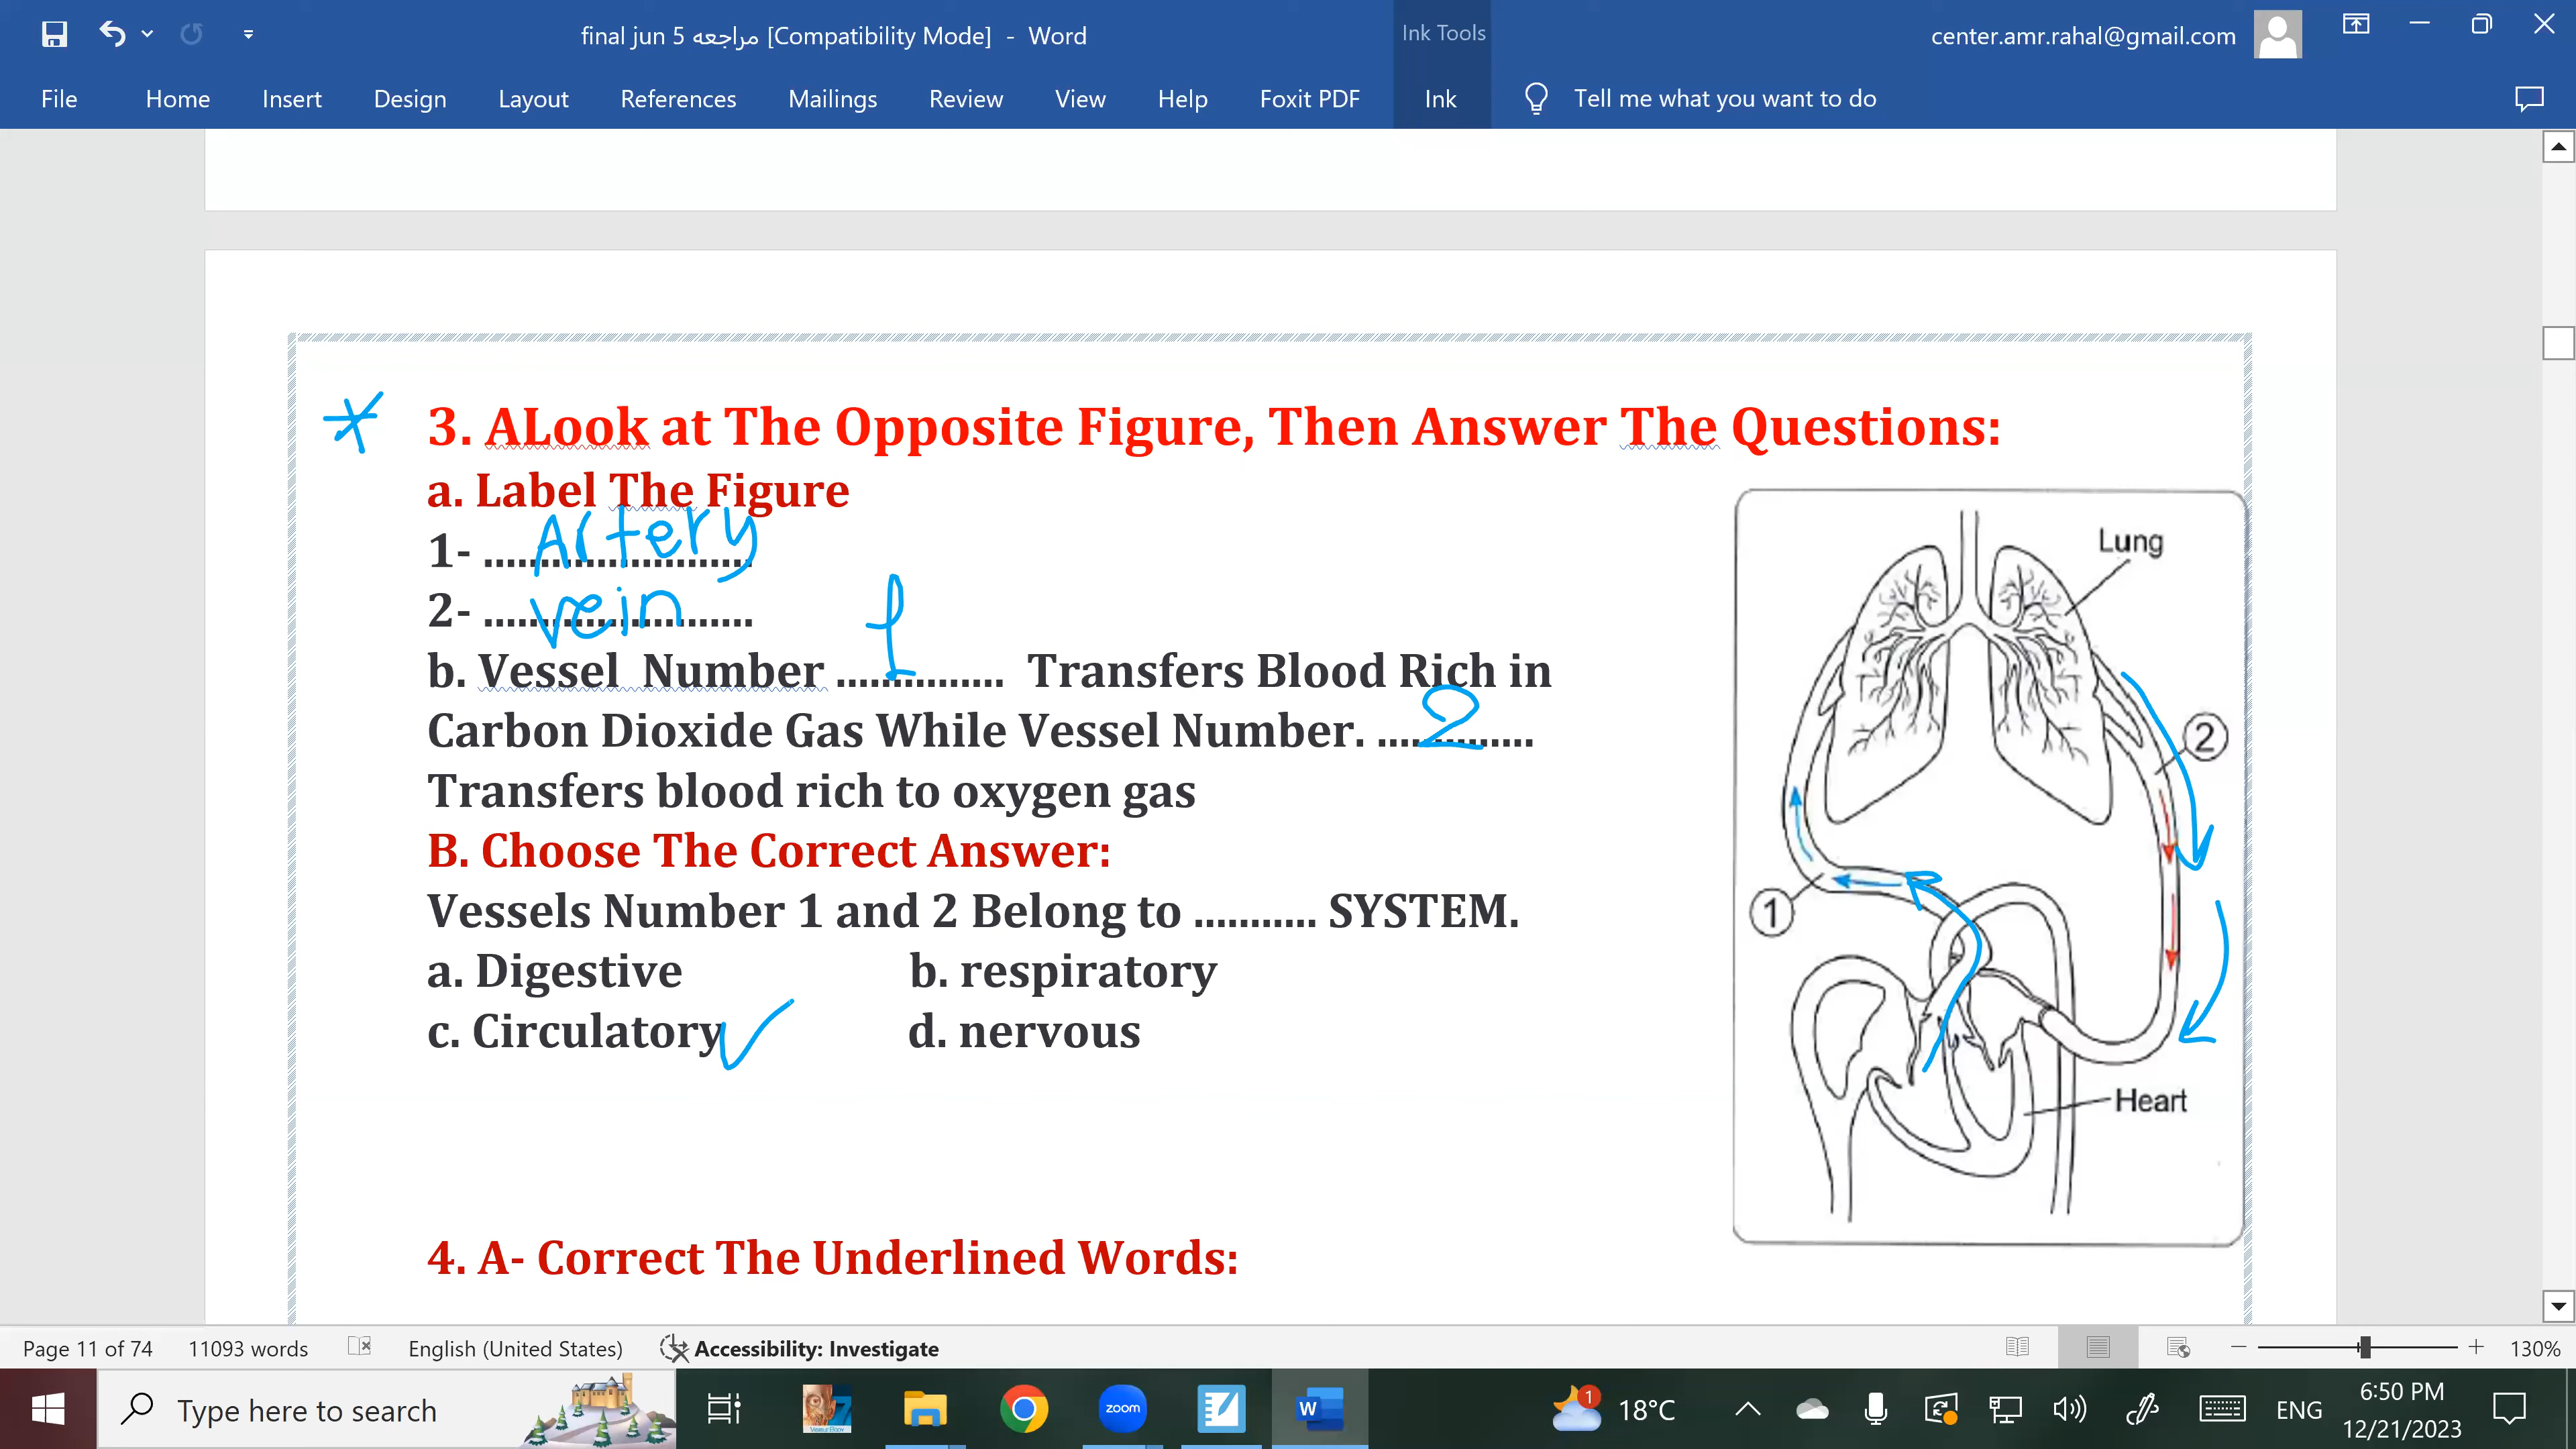 final jun 5 مراجعه [Compatibility Mode] - Word
Ink Tools
center.amr.rahal@gmail.com
File Home Insert Design Layout References Mailings Review View Help Foxit PDF Ink Tell me what you want to do
* 3. ALook at The Opposite Figure, Then Answer The Questions:
a. Label The Figure
1- .......................... Artery
2- .......................... vein
b. Vessel Number ............... 1 Transfers Blood Rich in
Carbon Dioxide Gas While Vessel Number. .............. 2
Transfers blood rich to oxygen gas
B. Choose The Correct Answer:
Vessels Number 1 and 2 Belong to ........... SYSTEM.
a. Digestive b. respiratory
c. Circulatory ✓ d. nervous
Lung
2
1
Heart
4. A- Correct The Underlined Words:
Page 11 of 74 11093 words English (United States) Accessibility: Investigate 130%
Type here to search
zoom
W
1
18°C
ENG
6:50 PM
12/21/2023